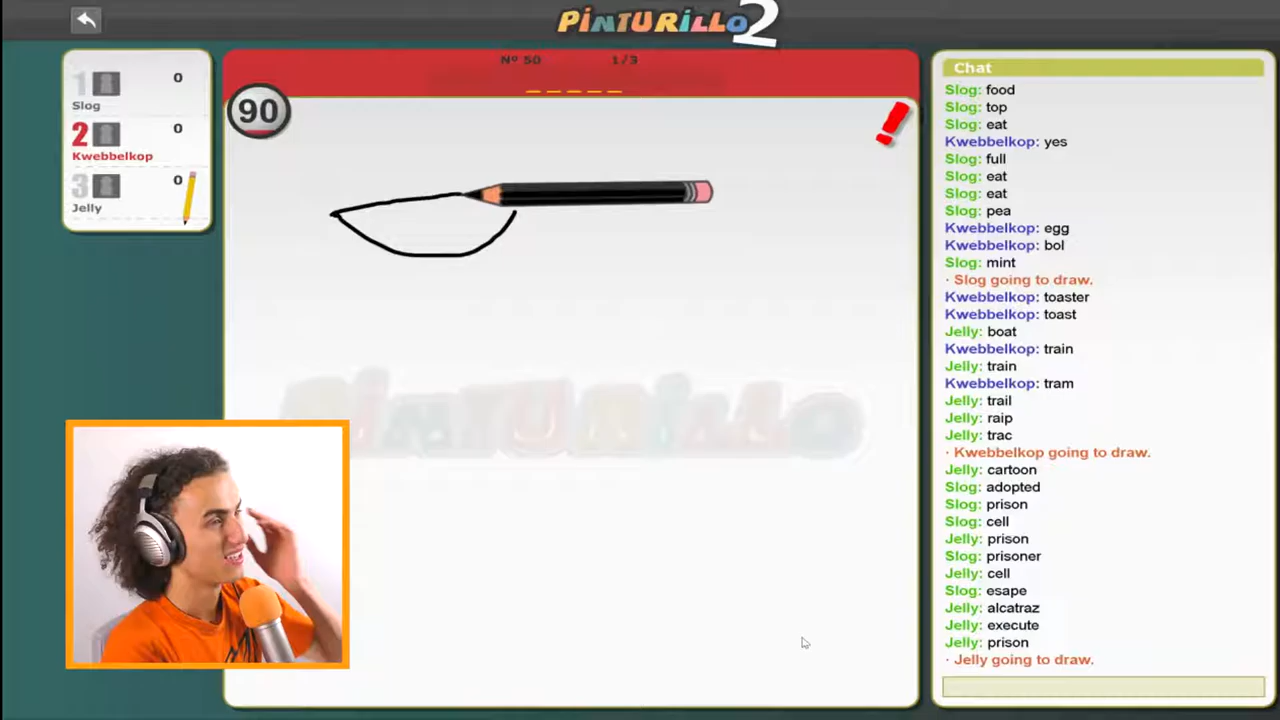 PINTURILLO 2
Nº 50 1/3
_ _ _ _ _
90
1 0
Slog
2 0
Kwebbelkop
3 0
Jelly
!
PINTURILLO
Chat
Slog: food
Slog: top
Slog: eat
Kwebbelkop: yes
Slog: full
Slog: eat
Slog: eat
Slog: pea
Kwebbelkop: egg
Kwebbelkop: bol
Slog: mint
· Slog going to draw.
Kwebbelkop: toaster
Kwebbelkop: toast
Jelly: boat
Kwebbelkop: train
Jelly: train
Kwebbelkop: tram
Jelly: trail
Jelly: raip
Jelly: trac
· Kwebbelkop going to draw.
Jelly: cartoon
Slog: adopted
Slog: prison
Slog: cell
Jelly: prison
Slog: prisoner
Jelly: cell
Slog: esape
Jelly: alcatraz
Jelly: execute
Jelly: prison
· Jelly going to draw.